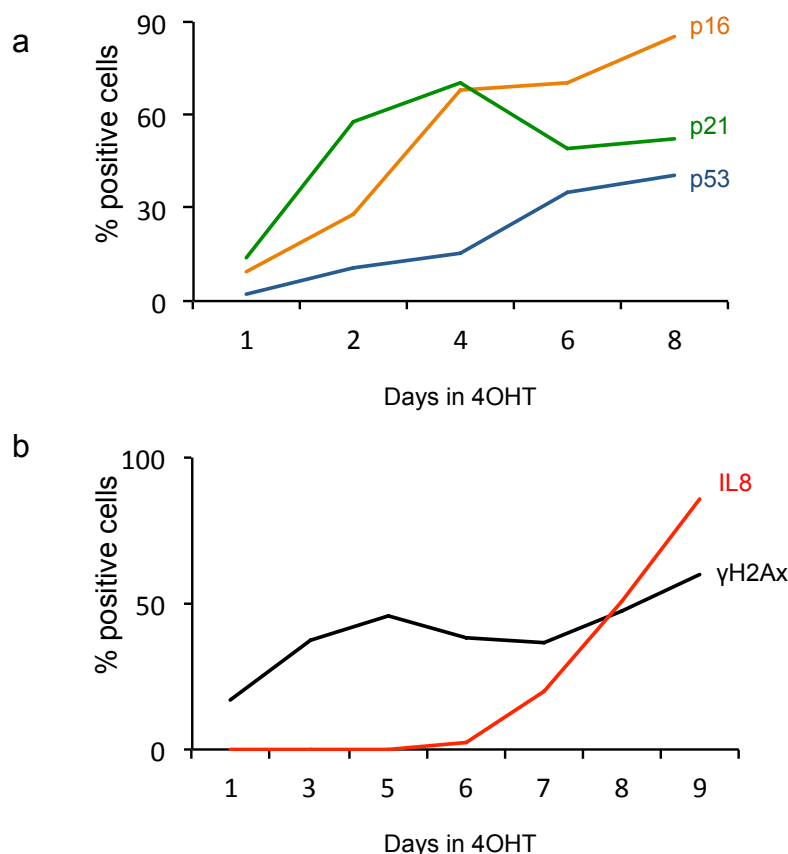 a
% positive cells
90
60
30
0
p16
p21
p53
1 2 4 6 8
Days in 4OHT
b
% positive cells
100
50
0
IL8
γH2Ax
1 3 5 6 7 8 9
Days in 4OHT